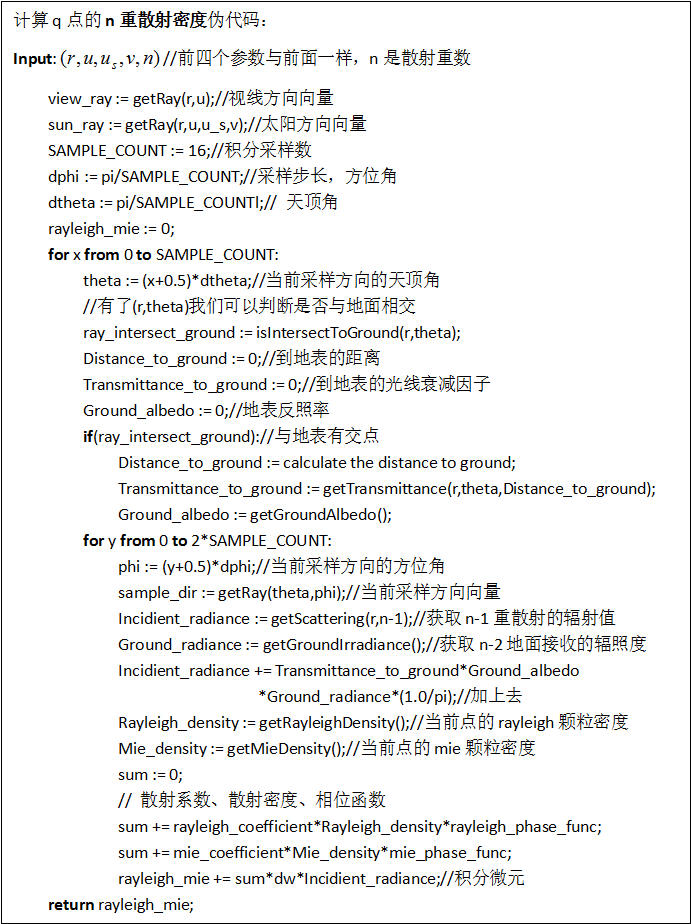 计算 q 点的 n 重散射密度伪代码：
Input: (r, u, u_s, v, n) //前四个参数与前面一样，n 是散射重数
view_ray := getRay(r,u);//视线方向向量
sun_ray := getRay(r,u,u_s,v);//太阳方向向量
SAMPLE_COUNT := 16;//积分采样数
dphi := pi/SAMPLE_COUNT;//采样步长，方位角
dtheta := pi/SAMPLE_COUNTl;// 天顶角
rayleigh_mie := 0;
for x from 0 to SAMPLE_COUNT:
theta := (x+0.5)*dtheta;//当前采样方向的天顶角
//有了(r,theta)我们可以判断是否与地面相交
ray_intersect_ground := isIntersectToGround(r,theta);
Distance_to_ground := 0;//到地表的距离
Transmittance_to_ground := 0;//到地表的光线衰减因子
Ground_albedo := 0;//地表反照率
if(ray_intersect_ground)://与地表有交点
Distance_to_ground := calculate the distance to ground;
Transmittance_to_ground := getTransmittance(r,theta,Distance_to_ground);
Ground_albedo := getGroundAlbedo();
for y from 0 to 2*SAMPLE_COUNT:
phi := (y+0.5)*dphi;//当前采样方向的方位角
sample_dir := getRay(theta,phi);//当前采样方向向量
Incidient_radiance := getScattering(r,n-1);//获取 n-1 重散射的辐射值
Ground_radiance := getGroundIrradiance();//获取 n-2 地面接收的辐照度
Incidient_radiance += Transmittance_to_ground*Ground_albedo
*Ground_radiance*(1.0/pi);//加上去
Rayleigh_density := getRayleighDensity();//当前点的 rayleigh 颗粒密度
Mie_density := getMieDensity();//当前点的 mie 颗粒密度
sum := 0;
// 散射系数、散射密度、相位函数
sum += rayleigh_coefficient*Rayleigh_density*rayleigh_phase_func;
sum += mie_coefficient*Mie_density*mie_phase_func;
rayleigh_mie += sum*dw*Incidient_radiance;//积分微元
return rayleigh_mie;